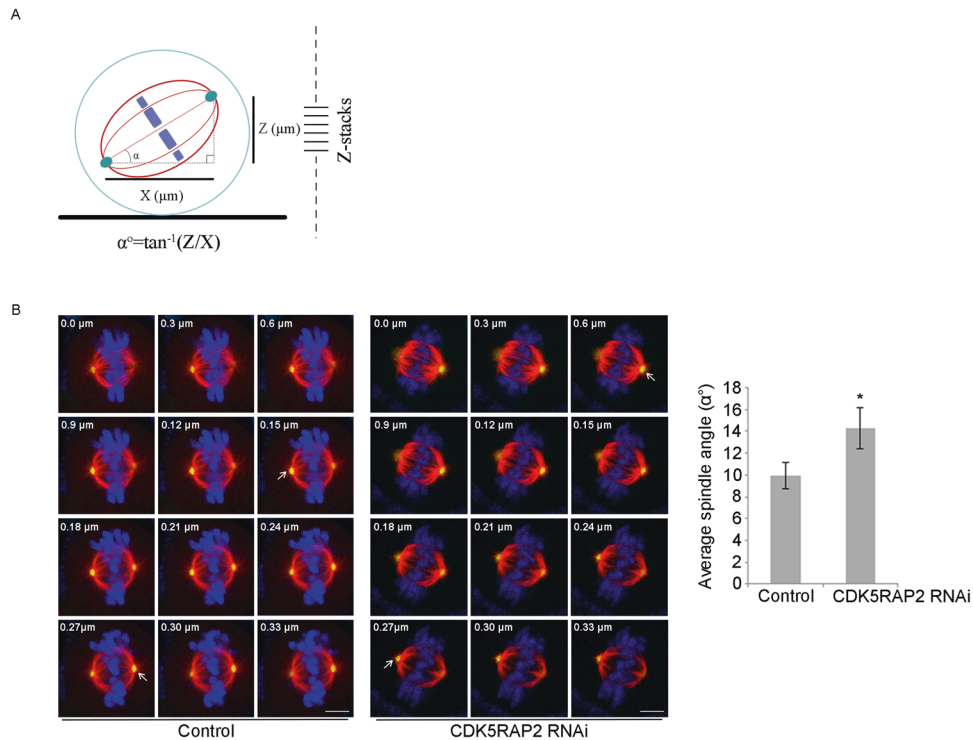 A
Z (μm)
Z-stacks
α
X (μm)
α°=tan⁻¹(Z/X)
B
0.0 μm 0.3 μm 0.6 μm 0.0 μm 0.3 μm 0.6 μm
0.9 μm 0.12 μm 0.15 μm 0.9 μm 0.12 μm 0.15 μm
0.18 μm 0.21 μm 0.24 μm 0.18 μm 0.21 μm 0.24 μm
0.27μm 0.30 μm 0.33 μm 0.27μm 0.30 μm 0.33 μm
Control CDK5RAP2 RNAi
Average spindle angle (α°)
18
16
14
12
10
8
6
4
2
0
*
Control CDK5RAP2 RNAi